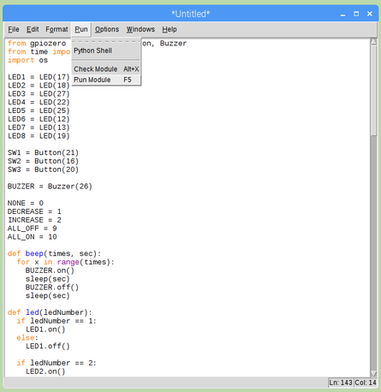 *Untitled*
File Edit Format Run Options Windows Help
from gpiozero on, Buzzer
from time impo
import os
Python Shell
Check Module Alt+X
Run Module F5
LED1 = LED(17)
LED2 = LED(18)
LED3 = LED(27)
LED4 = LED(22)
LED5 = LED(25)
LED6 = LED(12)
LED7 = LED(13)
LED8 = LED(19)
SW1 = Button(21)
SW2 = Button(16)
SW3 = Button(20)
BUZZER = Buzzer(26)
NONE = 0
DECREASE = 1
INCREASE = 2
ALL_OFF = 9
ALL_ON = 10
def beep(times, sec):
for x in range(times):
BUZZER.on()
sleep(sec)
BUZZER.off()
sleep(sec)
def led(ledNumber):
if ledNumber == 1:
LED1.on()
else:
LED1.off()
if ledNumber == 2:
LED2.on()
Ln: 143 Col: 14